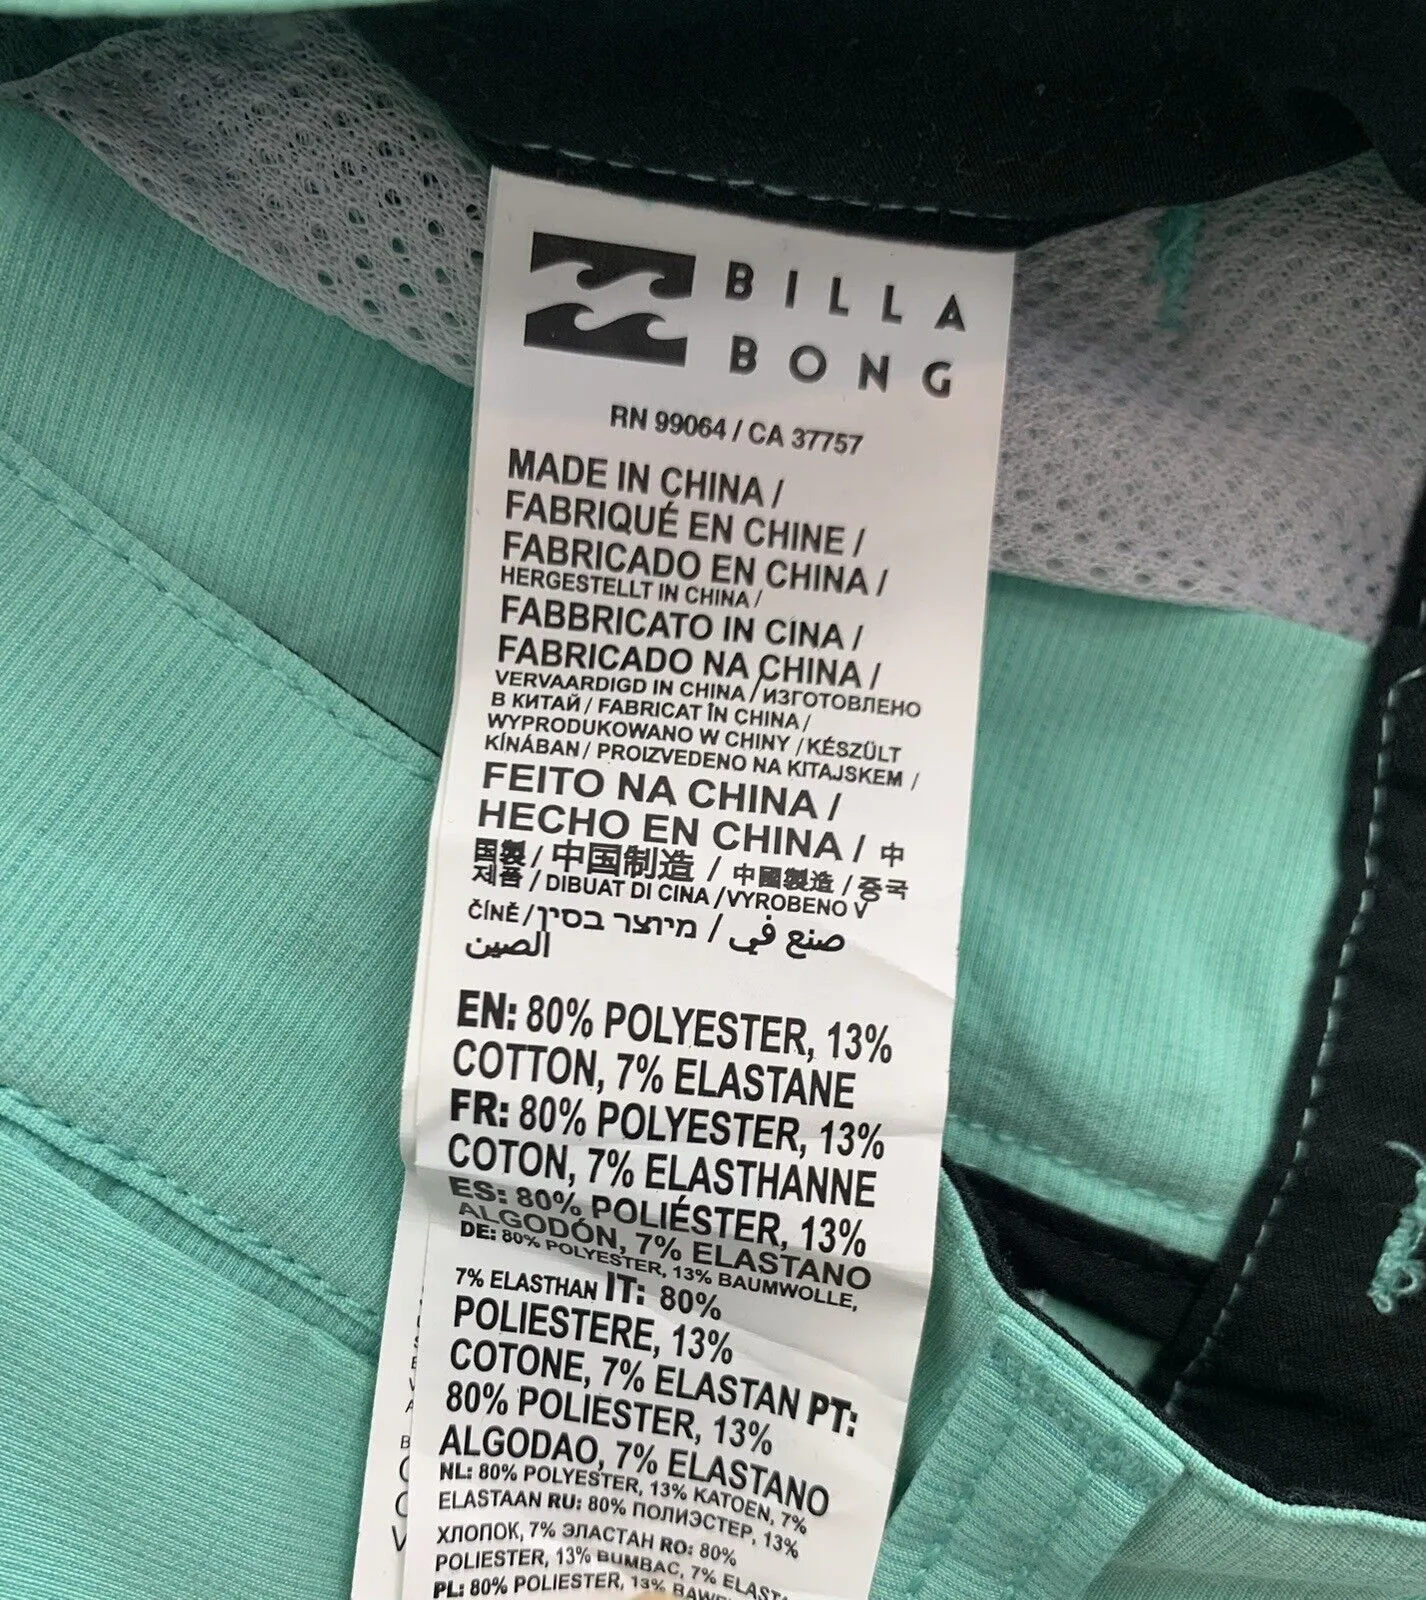 BILLA
BONG
RN 99064 / CA 37757
MADE IN CHINA /
FABRIQUÉ EN CHINE /
FABRICADO EN CHINA /
HERGESTELLT IN CHINA /
FABBRICATO IN CINA /
FABRICADO NA CHINA /
VERVAARDIGD IN CHINA / ИЗГОТОВЛЕНО
В КИТАЙ / FABRICAT ÎN CHINA /
WYPRODUKOWANO W CHINY / KÉSZÜLT
KÍNÁBAN / PROIZVEDENO NA KITAJSKEM /
FEITO NA CHINA /
HECHO EN CHINA / 中
国製 / 中国制造 / 中國製造 / 중국
제품 / DIBUAT DI CINA / VYROBENO V
ČÍNĚ / מיוצר בסין / صنع في
الصين
EN: 80% POLYESTER, 13%
COTTON, 7% ELASTANE
FR: 80% POLYESTER, 13%
COTON, 7% ELASTHANNE
ES: 80% POLIÉSTER, 13%
ALGODÓN, 7% ELASTANO
DE: 80% POLYESTER, 13% BAUMWOLLE,
7% ELASTHAN IT: 80%
POLIESTERE, 13%
COTONE, 7% ELASTAN PT:
80% POLIESTER, 13%
ALGODAO, 7% ELASTANO
NL: 80% POLYESTER, 13% KATOEN, 7%
ELASTAAN RU: 80% ПОЛИЭСТЕР, 13%
ХЛОПОК, 7% ЭЛАСТАН RO: 80%
POLIESTER, 13% BUMBAC, 7%
PL: 80% POLIESTER, 13%